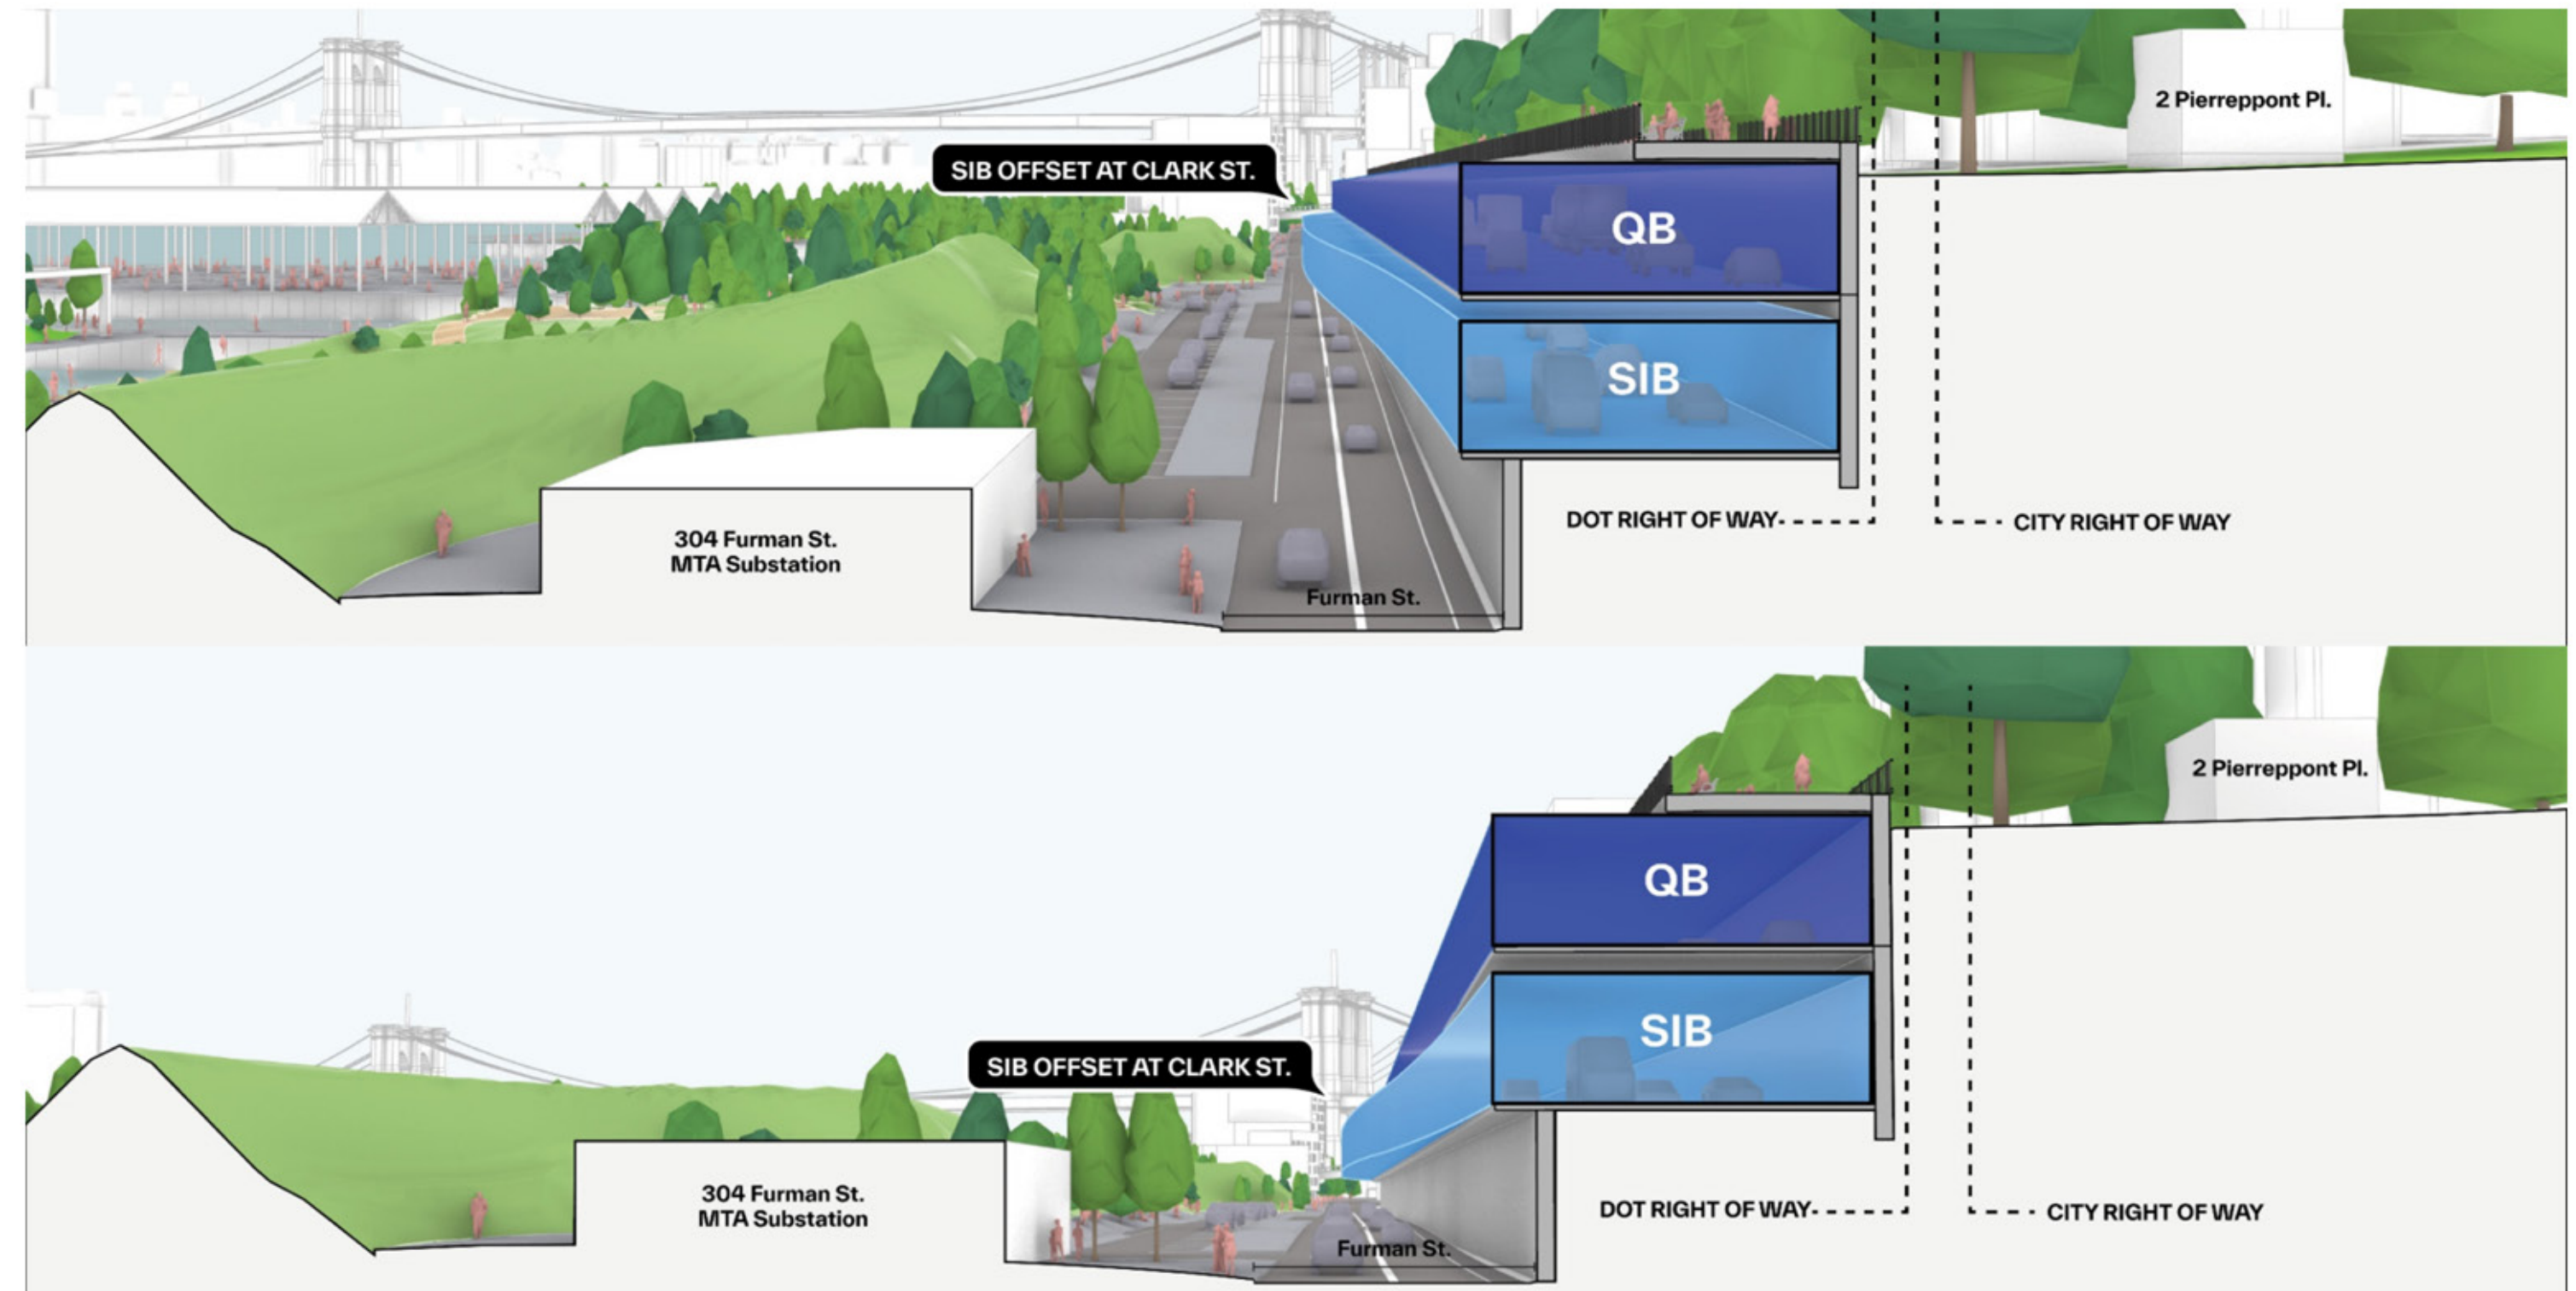 2 Pierreppont Pl.
SIB OFFSET AT CLARK ST.
QB
SIB
DOT RIGHT OF WAY
CITY RIGHT OF WAY
304 Furman St.
MTA Substation
Furman St.
2 Pierreppont Pl.
QB
SIB
SIB OFFSET AT CLARK ST.
304 Furman St.
MTA Substation
DOT RIGHT OF WAY
CITY RIGHT OF WAY
Furman St.